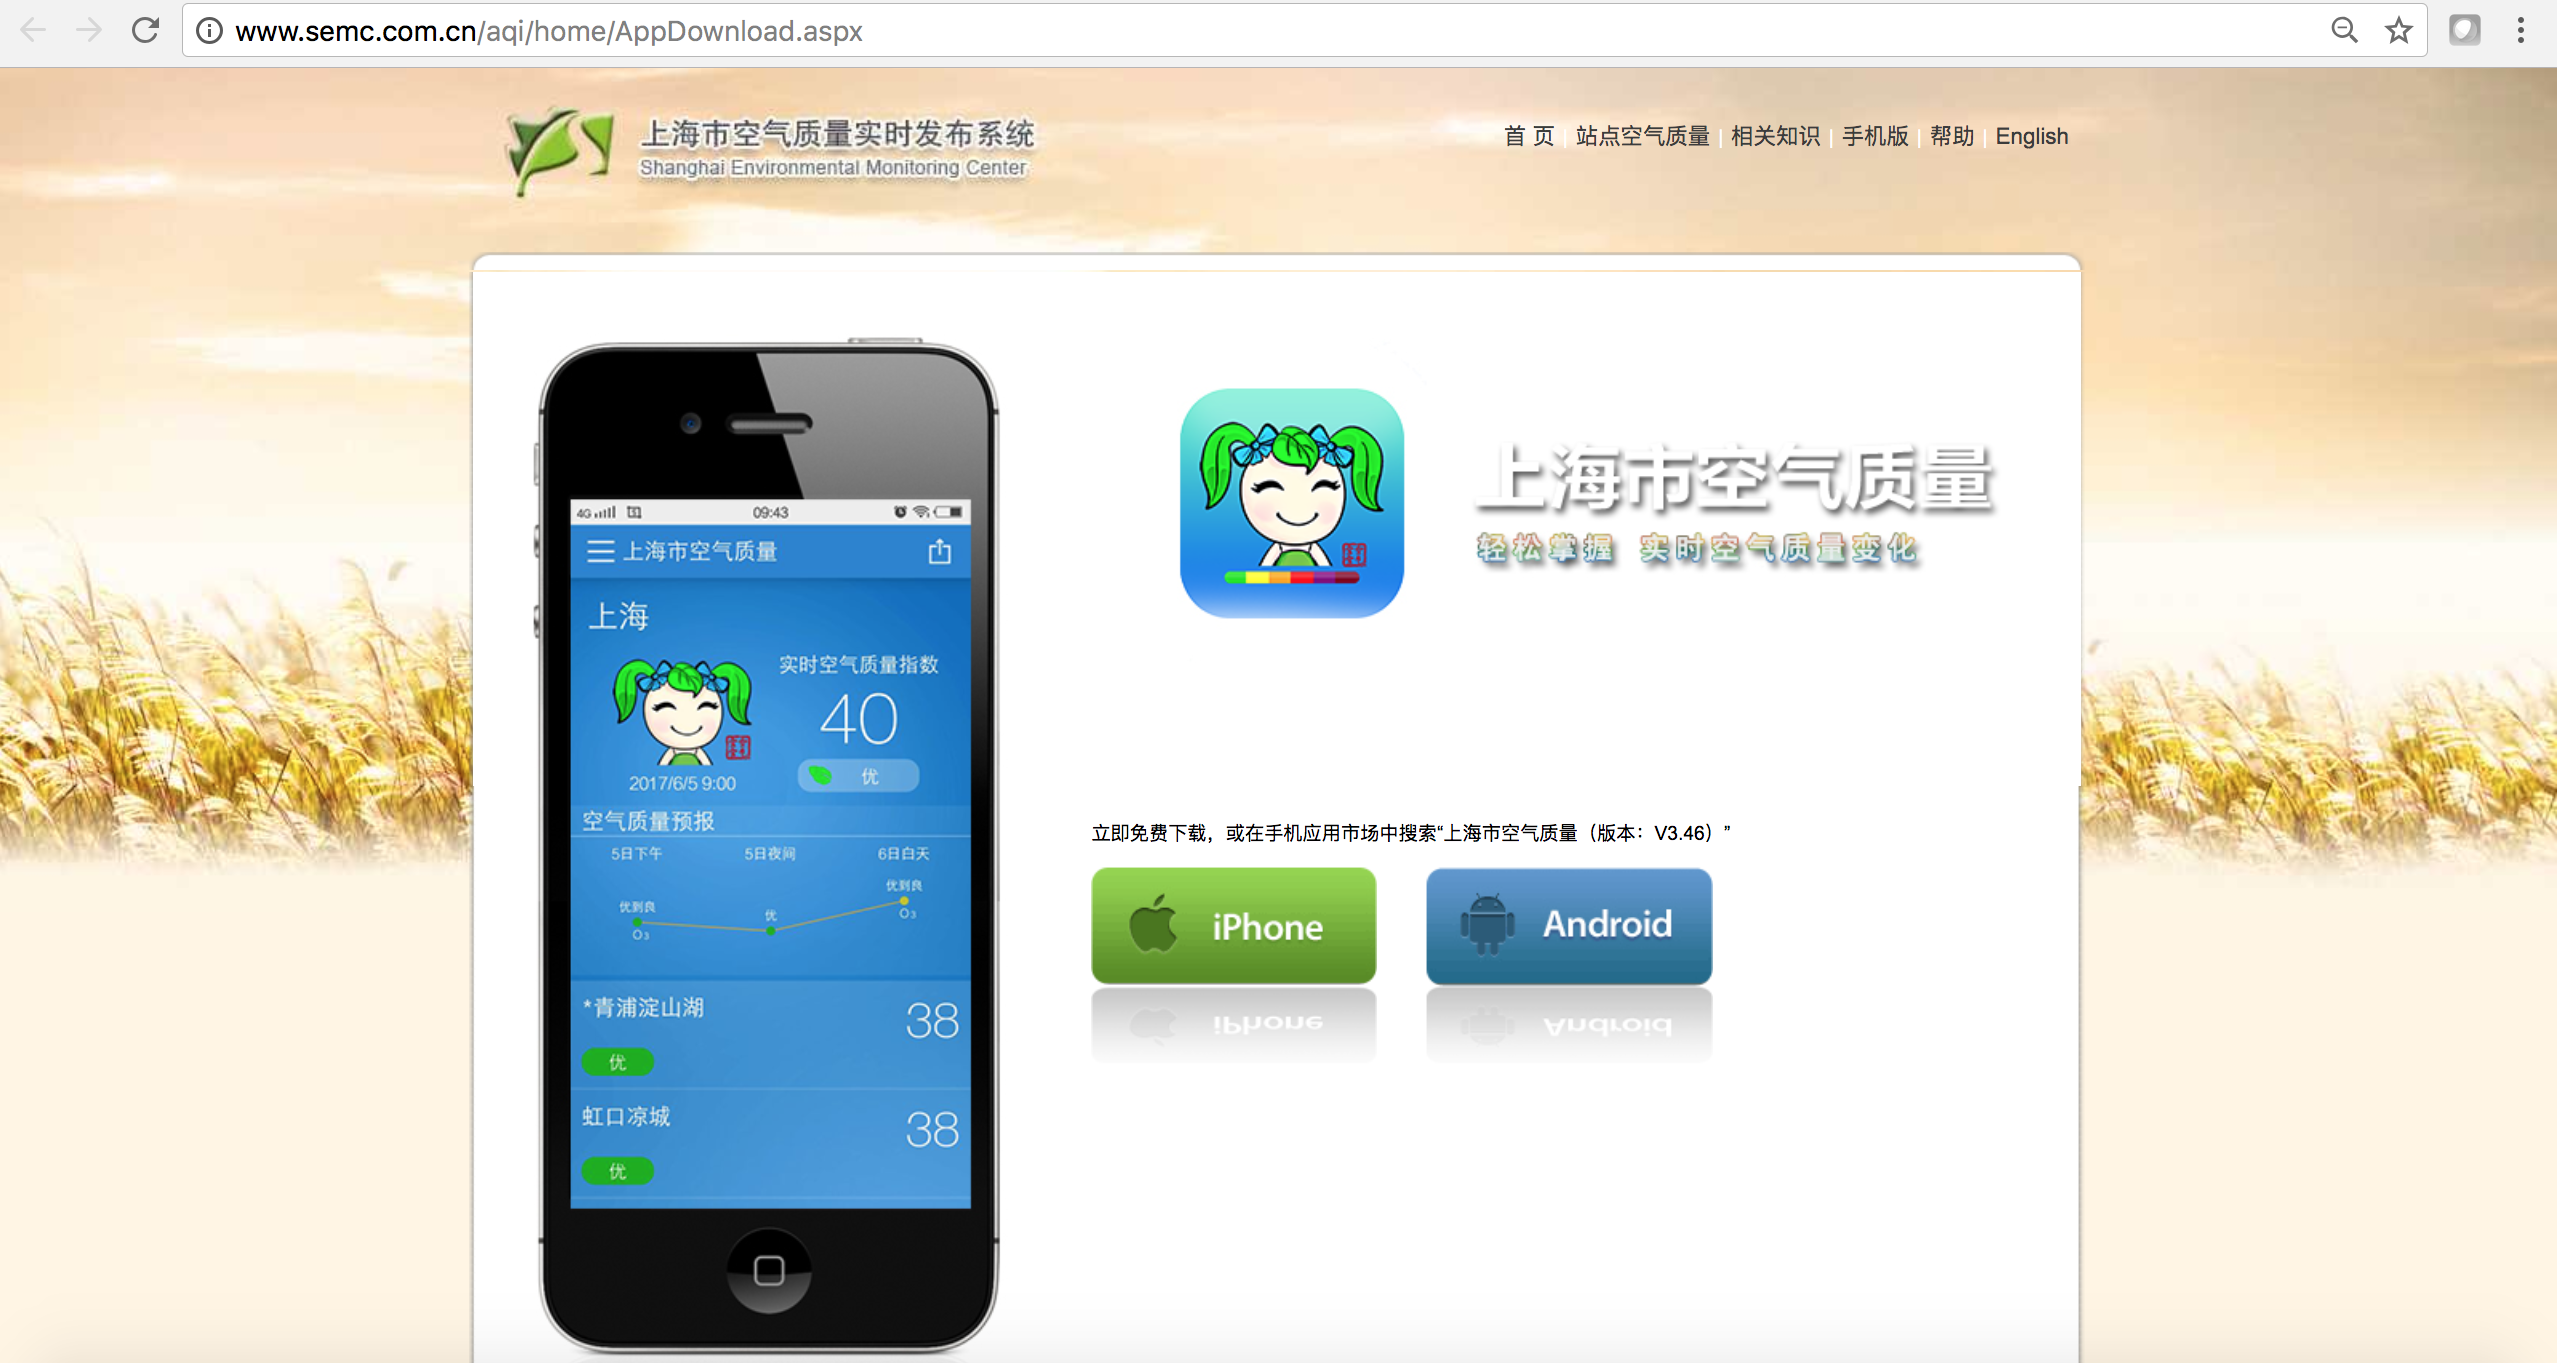 www.semc.com.cn/aqi/home/AppDownload.aspx
上海市空气质量实时发布系统
Shanghai Environmental Monitoring Center
首 页 | 站点空气质量 | 相关知识 | 手机版 | 帮助 | English
4G 09:43
上海市空气质量
上海
实时空气质量指数
40
优
2017/6/5 9:00
空气质量预报
5日下午 5日夜间 6日白天
优到良 优 优到良
O3 O3
*青浦淀山湖 38
优
虹口凉城 38
优
上海市空气质量
轻松掌握 实时空气质量变化
立即免费下载，或在手机应用市场中搜索“上海市空气质量（版本：V3.46）”
iPhone Android